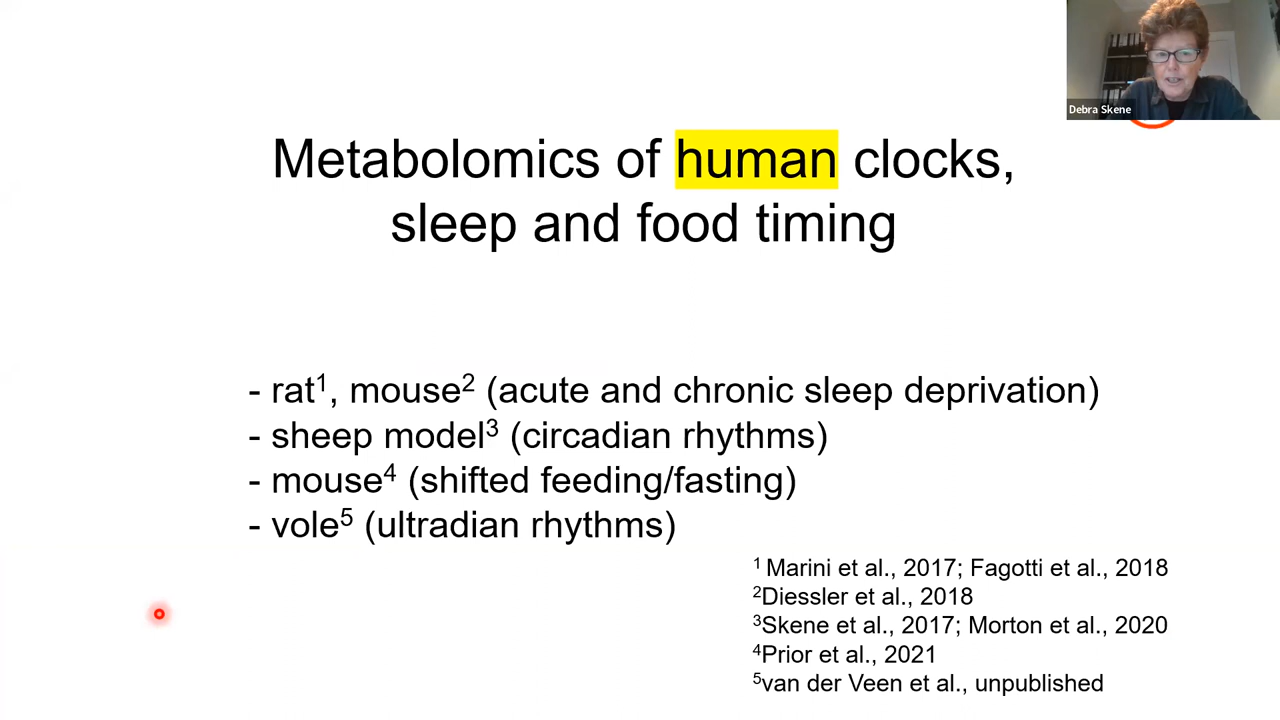 Debra Skene
Metabolomics of human clocks,
sleep and food timing
- rat¹, mouse² (acute and chronic sleep deprivation)
- sheep model³ (circadian rhythms)
- mouse⁴ (shifted feeding/fasting)
- vole⁵ (ultradian rhythms)
¹ Marini et al., 2017; Fagotti et al., 2018
²Diessler et al., 2018
³Skene et al., 2017; Morton et al., 2020
⁴Prior et al., 2021
⁵van der Veen et al., unpublished